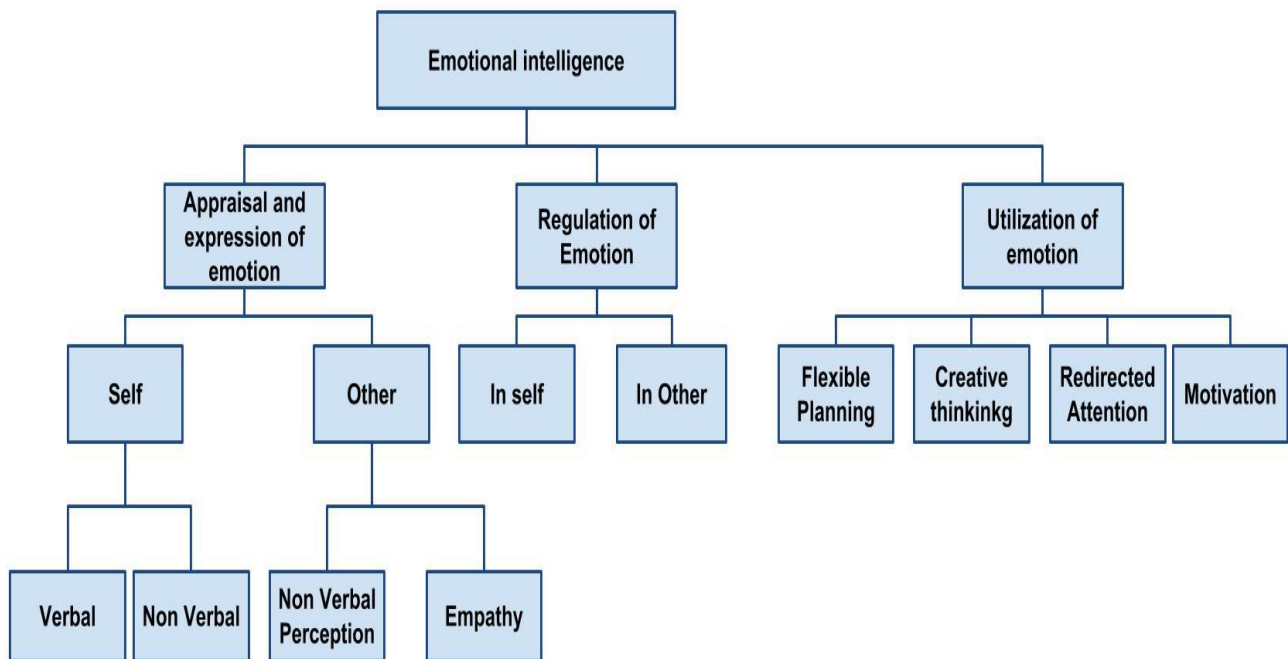 Emotional intelligence
Appraisal and
expression of
emotion
Regulation of
Emotion
Utilization of
emotion
Self
Other
In self
In Other
Flexible
Planning
Creative
thinkinkg
Redirected
Attention
Motivation
Verbal
Non Verbal
Non Verbal
Perception
Empathy